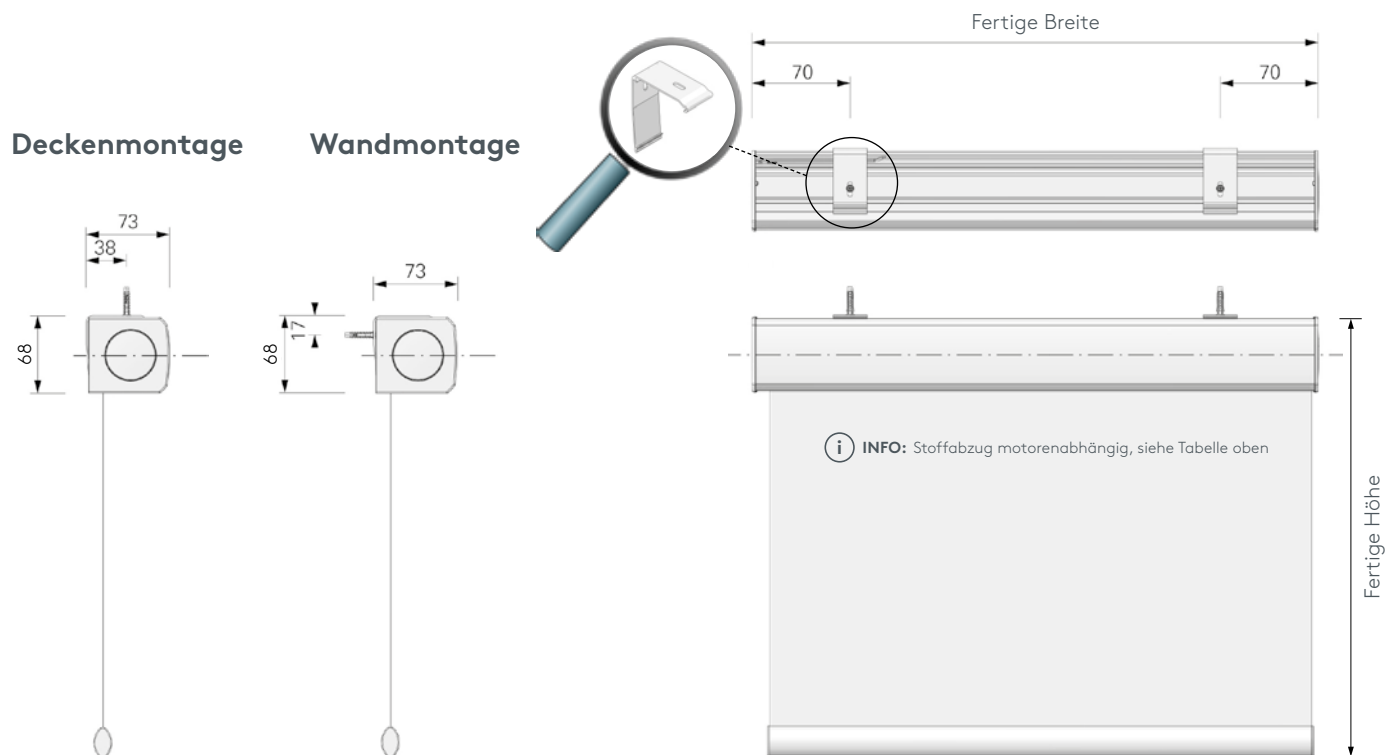 Fertige Breite
70
70
Deckenmontage
Wandmontage
73
38
68
73
17
68
i INFO: Stoffabzug motorenabhängig, siehe Tabelle oben
Fertige Höhe